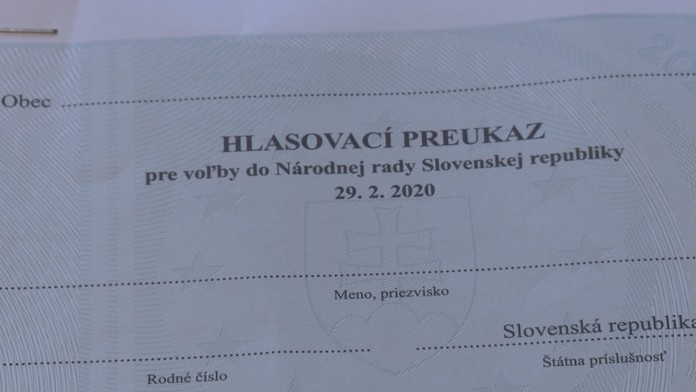 Obec
HLASOVACÍ PREUKAZ
pre voľby do Národnej rady Slovenskej republiky
29. 2. 2020
Meno, priezvisko
Slovenská republika
Rodné číslo
Štátna príslušnosť